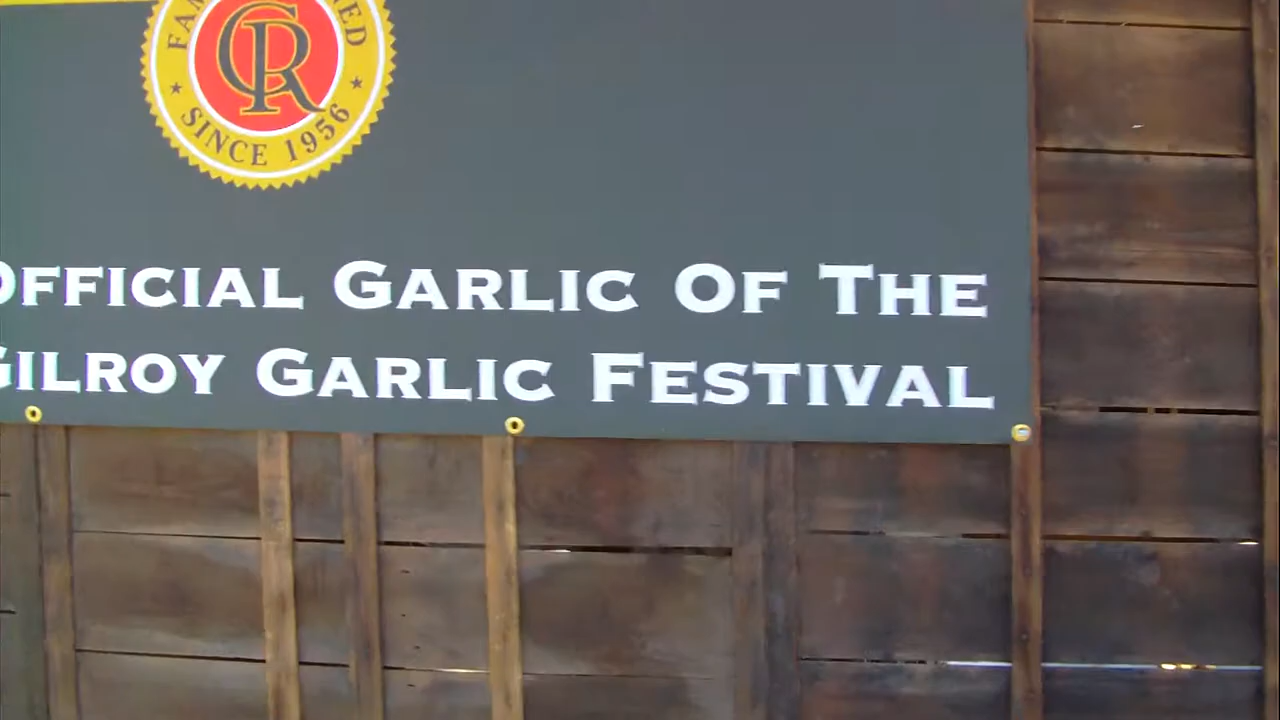 CR
SINCE 1956
OFFICIAL GARLIC OF THE
GILROY GARLIC FESTIVAL